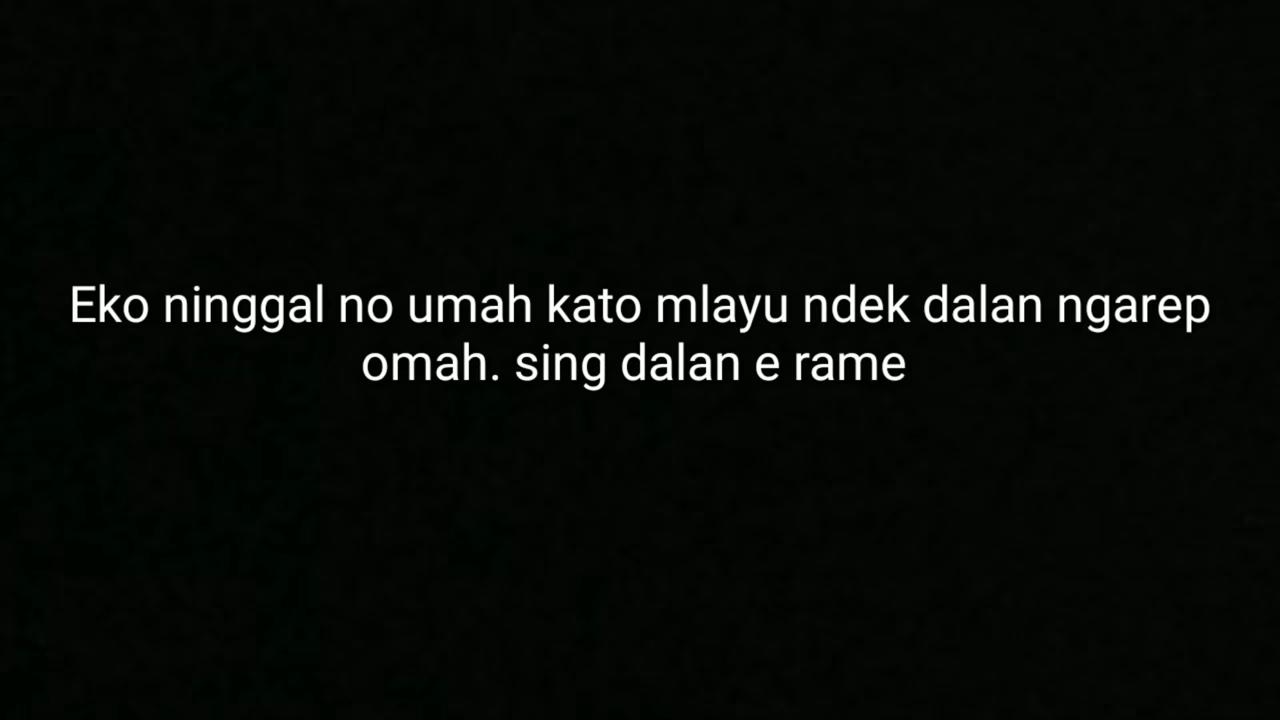 Eko ninggal no umah kato mlayu ndek dalan ngarep
omah. sing dalan e rame